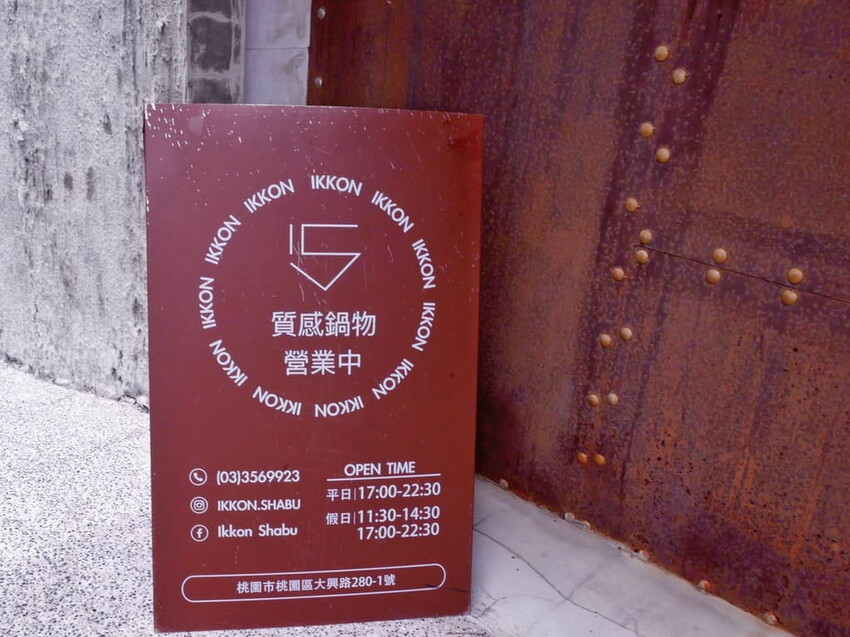 IKKON IKKON IKKON IKKON IKKON IKKON IKKON IKKON IKKON IKKON IKKON IKKON
質感鍋物
營業中
(03)3569923
IKKON.SHABU
Ikkon Shabu
OPEN TIME
平日|17:00-22:30
假日|11:30-14:30
17:00-22:30
桃園市桃園區大興路280-1號